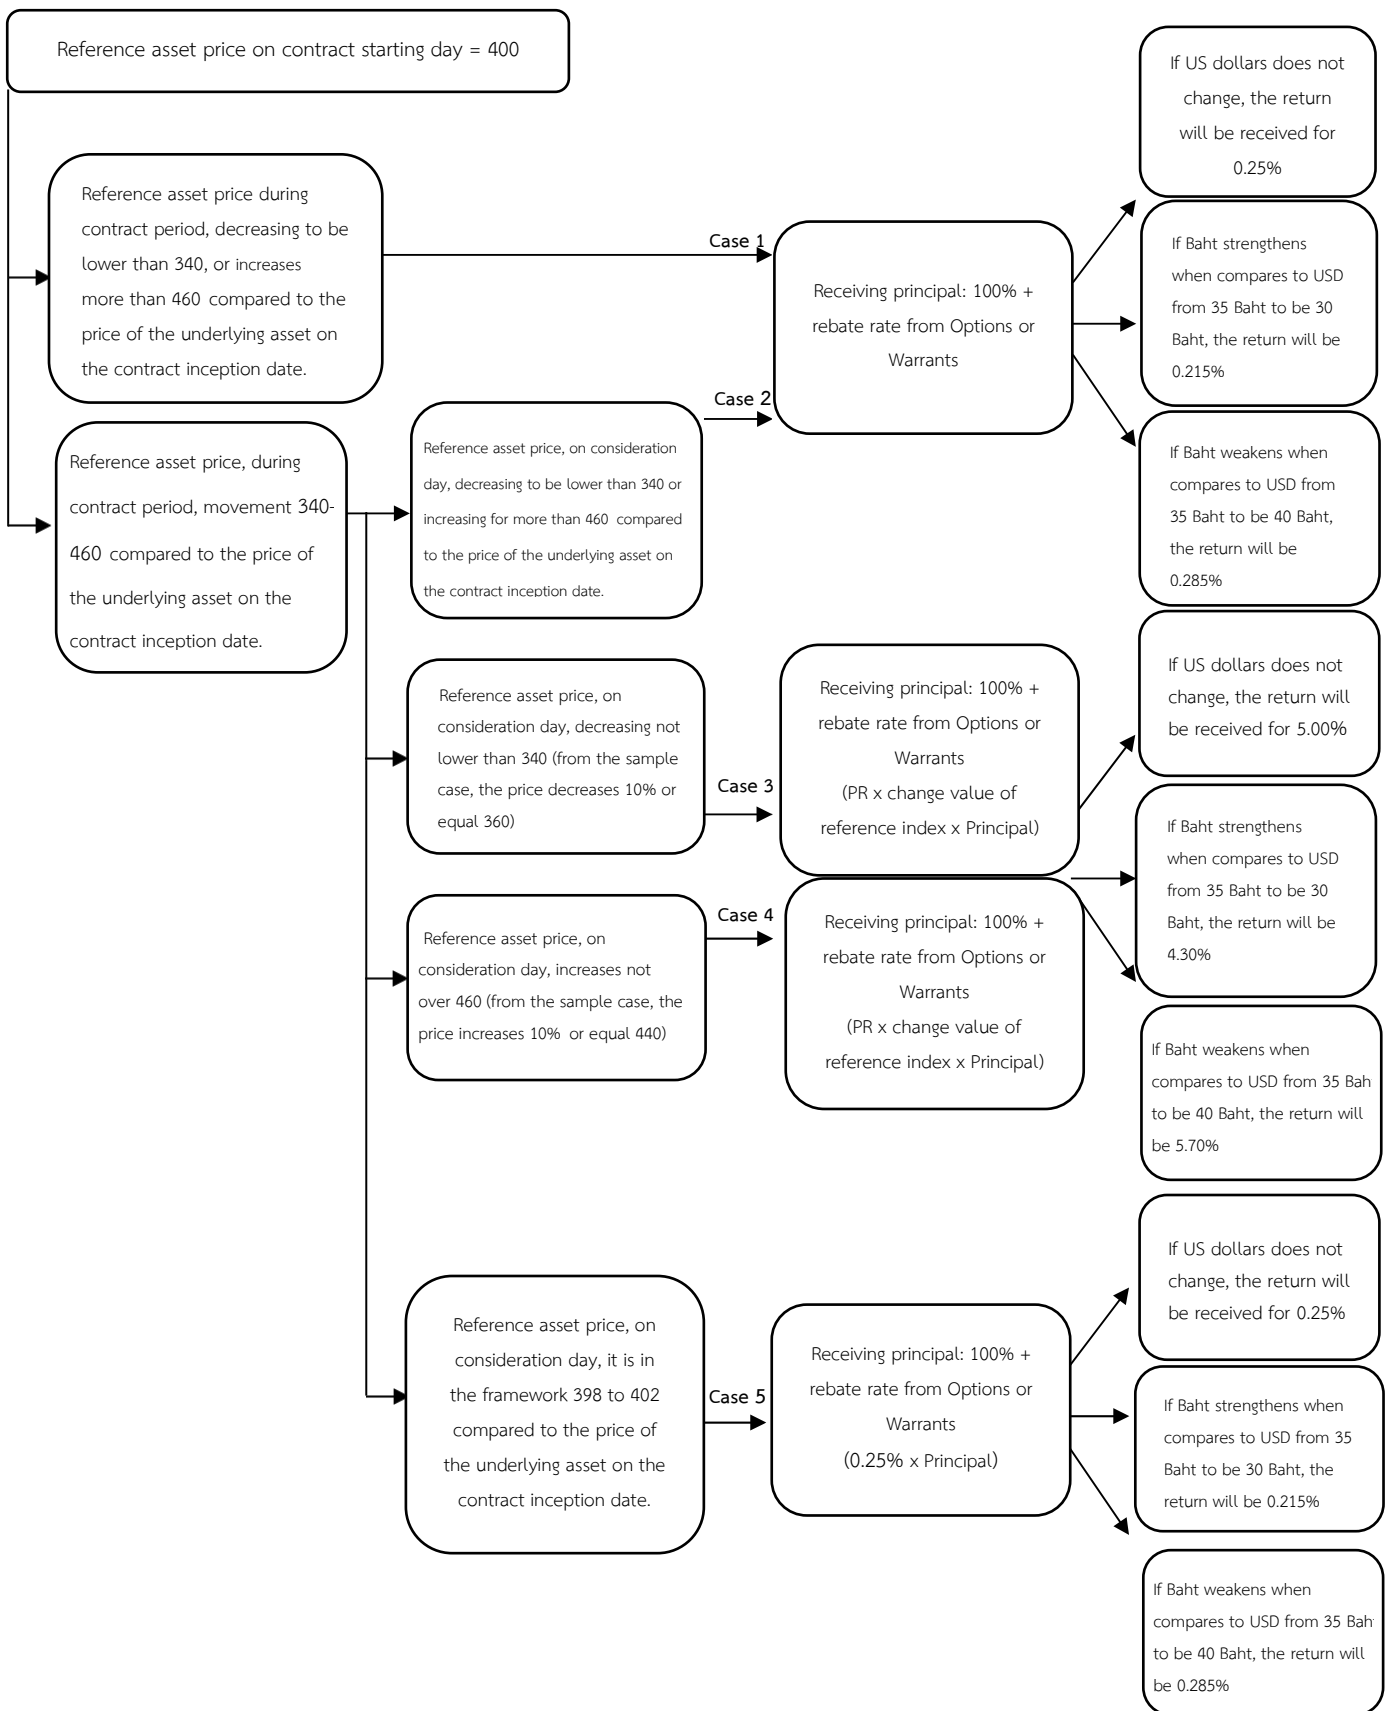 Reference asset price on contract starting day = 400
If US dollars does not
change, the return
will be received for
0.25%
Reference asset price during
contract period, decreasing to be
lower than 340, or increases
more than 460 compared to the
price of the underlying asset on
the contract inception date.
Case 1
Receiving principal: 100% +
rebate rate from Options or
Warrants
If Baht strengthens
when compares to USD
from 35 Baht to be 30
Baht, the return will be
0.215%
Case 2
If Baht weakens when
compares to USD from
35 Baht to be 40 Baht,
the return will be
0.285%
Reference asset price, during
contract period, movement 340-
460 compared to the price of
the underlying asset on the
contract inception date.
Reference asset price, on consideration
day, decreasing to be lower than 340 or
increasing for more than 460 compared
to the price of the underlying asset on
the contract inception date.
Reference asset price, on
consideration day, decreasing not
lower than 340 (from the sample
case, the price decreases 10% or
equal 360)
Case 3
Receiving principal: 100% +
rebate rate from Options or
Warrants
(PR x change value of
reference index x Principal)
If US dollars does not
change, the return will
be received for 5.00%
If Baht strengthens
when compares to USD
from 35 Baht to be 30
Baht, the return will be
4.30%
Reference asset price, on
consideration day, increases not
over 460 (from the sample case, the
price increases 10% or equal 440)
Case 4
Receiving principal: 100% +
rebate rate from Options or
Warrants
(PR x change value of
reference index x Principal)
If Baht weakens when
compares to USD from 35 Bah
to be 40 Baht, the return will
be 5.70%
Reference asset price, on
consideration day, it is in
the framework 398 to 402
compared to the price of
the underlying asset on the
contract inception date.
Case 5
Receiving principal: 100% +
rebate rate from Options or
Warrants
(0.25% x Principal)
If US dollars does not
change, the return will
be received for 0.25%
If Baht strengthens when
compares to USD from 35
Baht to be 30 Baht, the
return will be 0.215%
If Baht weakens when
compares to USD from 35 Bah
to be 40 Baht, the return will
be 0.285%